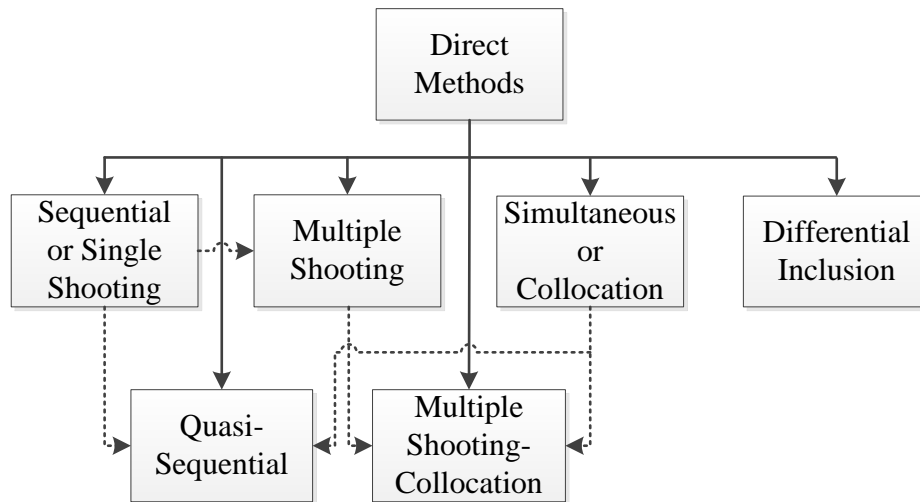 Direct
Methods
Sequential
or Single
Shooting
Multiple
Shooting
Simultaneous
or
Collocation
Differential
Inclusion
Quasi-
Sequential
Multiple
Shooting-
Collocation